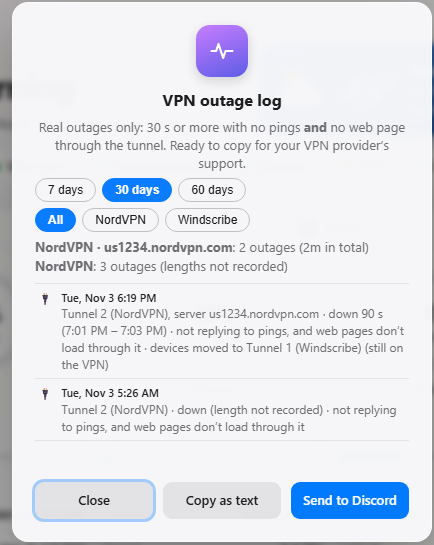 VPN outage log
Real outages only: 30 s or more with no pings and no web page
through the tunnel. Ready to copy for your VPN provider's
support.
7 days 30 days 60 days
All NordVPN Windscribe
NordVPN · us1234.nordvpn.com: 2 outages (2m in total)
NordVPN: 3 outages (lengths not recorded)
Tue, Nov 3 6:19 PM
Tunnel 2 (NordVPN), server us1234.nordvpn.com · down 90 s
(7:01 PM – 7:03 PM) · not replying to pings, and web pages don't
load through it · devices moved to Tunnel 1 (Windscribe) (still on
the VPN)
Tue, Nov 3 5:26 AM
Tunnel 2 (NordVPN) · down (length not recorded) · not replying
to pings, and web pages don't load through it
Close Copy as text Send to Discord